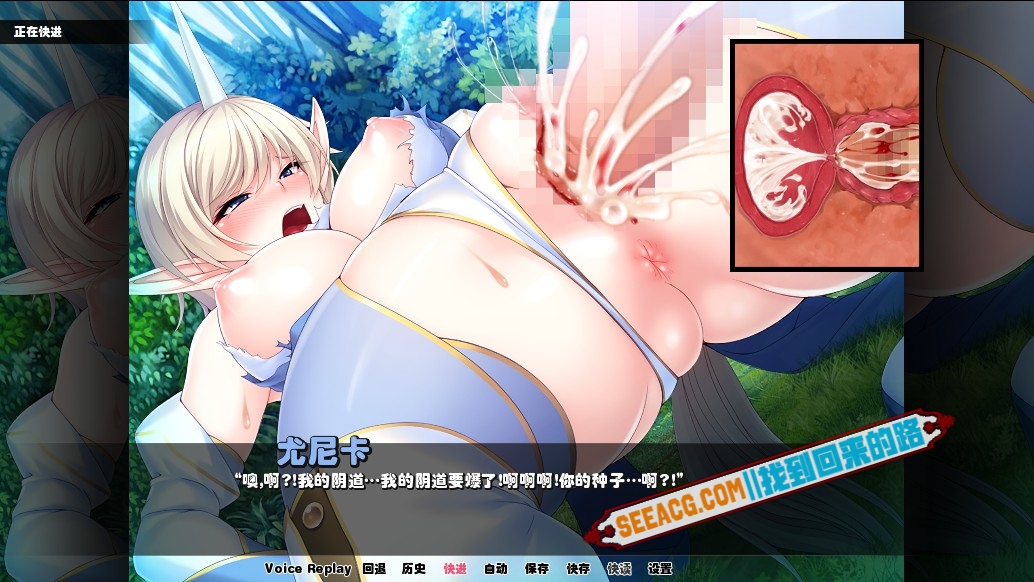 正在快进
尤尼卡
“噢,啊?!我的阴道…我的阴道要爆了!啊啊啊!你的种子…啊?!”
SEEACG.COM||找到回来的路
Voice Replay 回退 历史 快进 自动 保存 快存 快读 设置